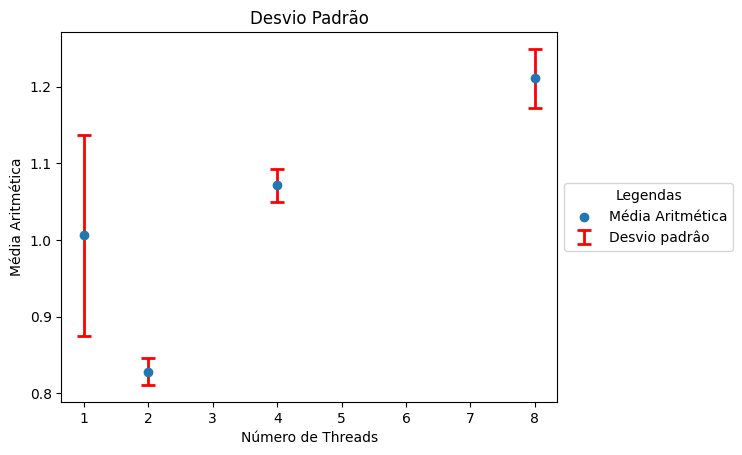 Desvio Padrão
Média Aritmética
1.2
1.1
1.0
0.9
0.8
1 2 3 4 5 6 7 8
Número de Threads
Legendas
Média Aritmética
Desvio padrâo